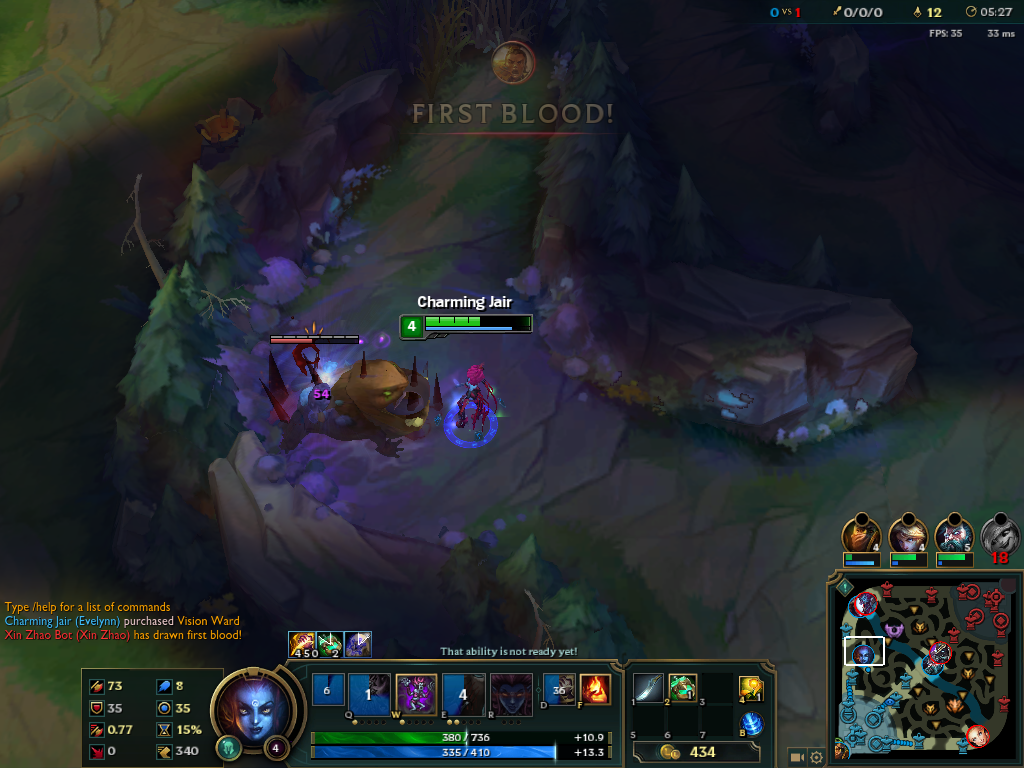 0 vs 1 0/0/0 12 05:27
FPS: 35 33 ms
FIRST BLOOD!
Charming Jair
4
54
4 4 5 18
Type /help for a list of commands
Charming Jair (Evelynn) purchased Vision Ward
Xin Zhao Bot (Xin Zhao) has drawn first blood!
450 2
That ability is not ready yet!
73 8
35 35
0.77 15%
0 340
4
6 1 4 36
Q W E R D F
380 / 736 +10.9
335 / 410 +13.3
1 2 3 4 1
5 6 7 B
434